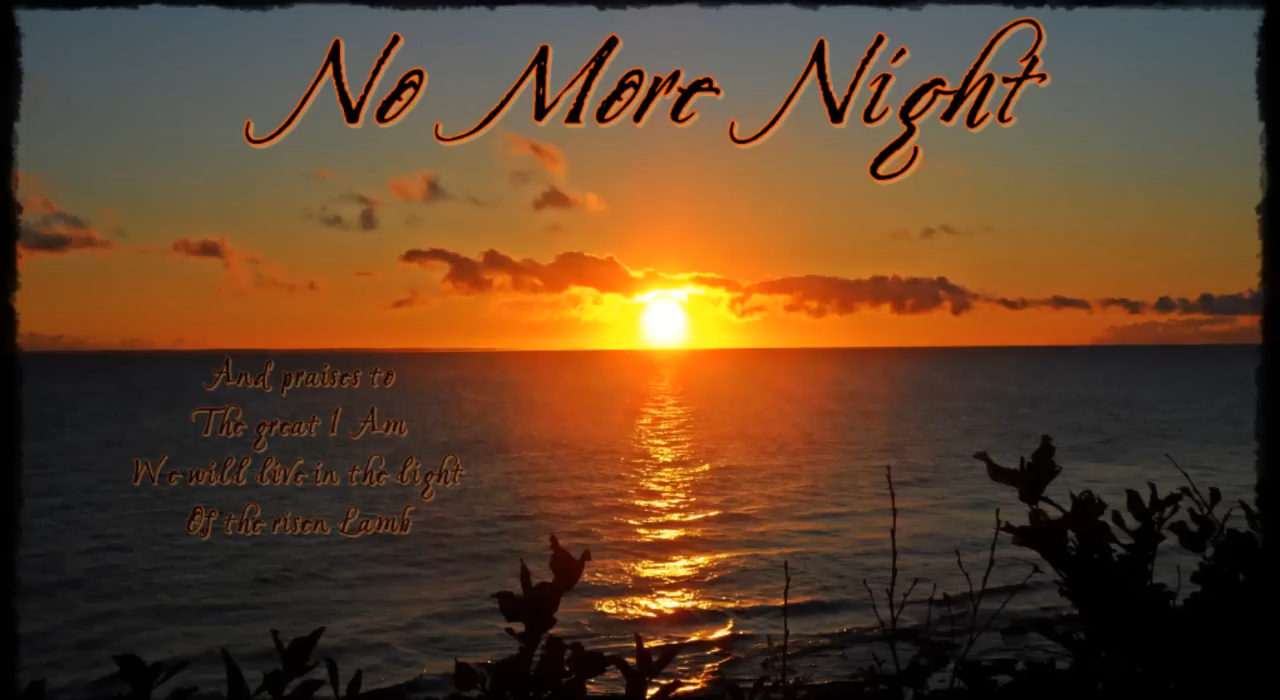 No More Night
And praises to
The great I Am
We will live in the light
Of the risen Lamb